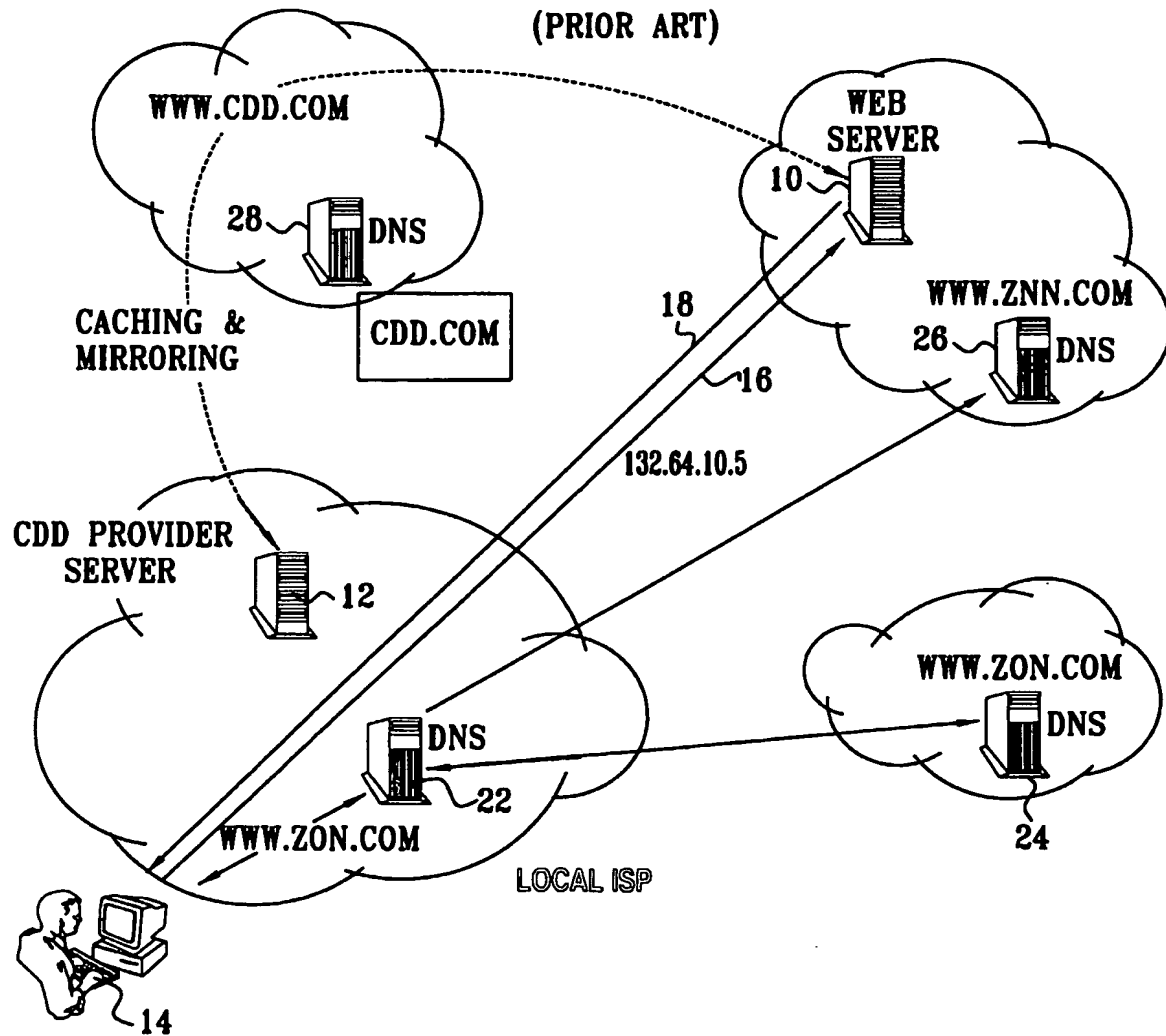 (PRIOR ART)
WWW.CDD.COM
WEB
SERVER
10
28
DNS
WWW.ZNN.COM
CDD.COM
18
26
DNS
CACHING &
MIRRORING
16
132.64.10.5
CDD PROVIDER
SERVER
12
WWW.ZON.COM
DNS
DNS
22
24
WWW.ZON.COM
LOCAL ISP
14